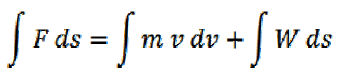 ∫ F ds = ∫ m v dv + ∫ W ds